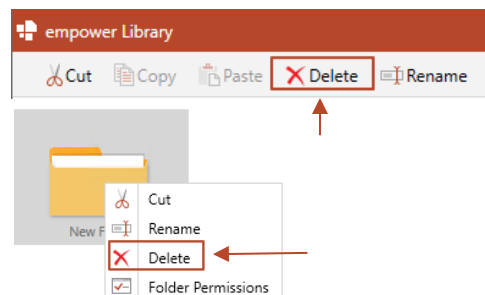 empower Library
Cut Copy Paste Delete Rename
New F
Cut
Rename
Delete
Folder Permissions